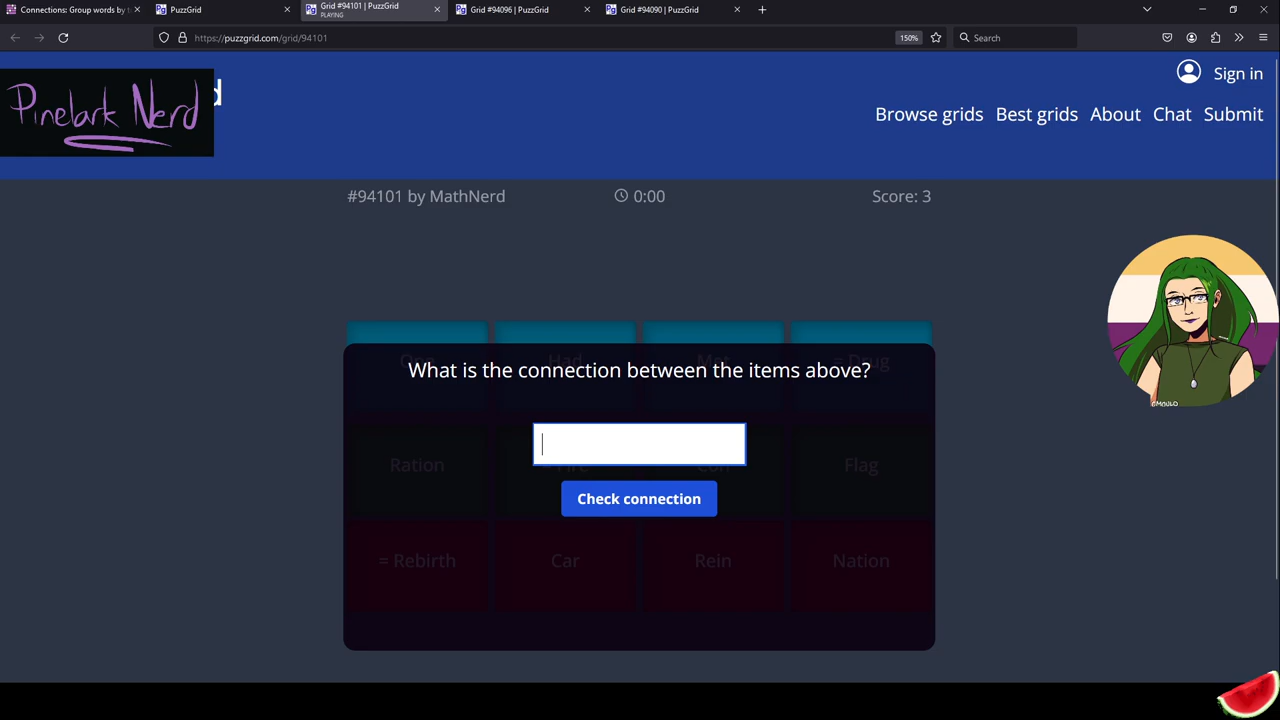 Connections: Group words by t
PuzzGrid
Grid #94101 | PuzzGrid
PLAYING
Grid #94096 | PuzzGrid
Grid #94090 | PuzzGrid
https://puzzgrid.com/grid/94101
150%
Search
Pinelark Nerd
d
Sign in
Browse grids
Best grids
About
Chat
Submit
#94101 by MathNerd
0:00
Score: 3
Had
= Drug
What is the connection between the items above?
Ration
Flag
Check connection
= Rebirth
Car
Rein
Nation